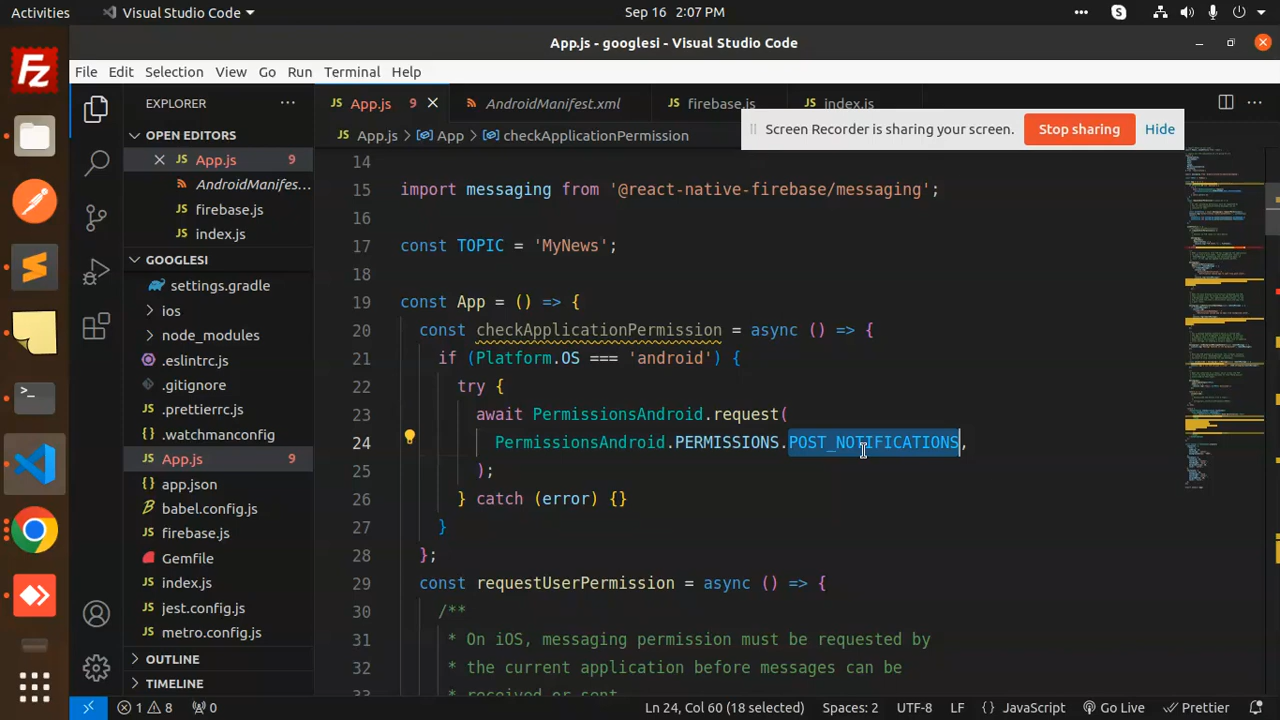 Activities
Visual Studio Code
Sep 16 2:07 PM
App.js - googlesi - Visual Studio Code
File Edit Selection View Go Run Terminal Help
EXPLORER
OPEN EDITORS
App.js 9
AndroidManifes...
firebase.js
index.js
GOOGLESI
settings.gradle
ios
node_modules
.eslintrc.js
.gitignore
.prettierrc.js
.watchmanconfig
App.js 9
app.json
babel.config.js
firebase.js
Gemfile
index.js
jest.config.js
metro.config.js
OUTLINE
TIMELINE
App.js 9 AndroidManifest.xml firebase.js index.js
App.js > App > checkApplicationPermission
Screen Recorder is sharing your screen. Stop sharing Hide
14
15 import messaging from '@react-native-firebase/messaging';
16
17 const TOPIC = 'MyNews';
18
19 const App = () => {
20 const checkApplicationPermission = async () => {
21 if (Platform.OS === 'android') {
22 try {
23 await PermissionsAndroid.request(
24 PermissionsAndroid.PERMISSIONS.POST_NOTIFICATIONS,
25 );
26 } catch (error) {}
27 }
28 };
29 const requestUserPermission = async () => {
30 /**
31 * On iOS, messaging permission must be requested by
32 * the current application before messages can be
33 * received or sent
1 8 0 Ln 24, Col 60 (18 selected) Spaces: 2 UTF-8 LF {} JavaScript Go Live Prettier